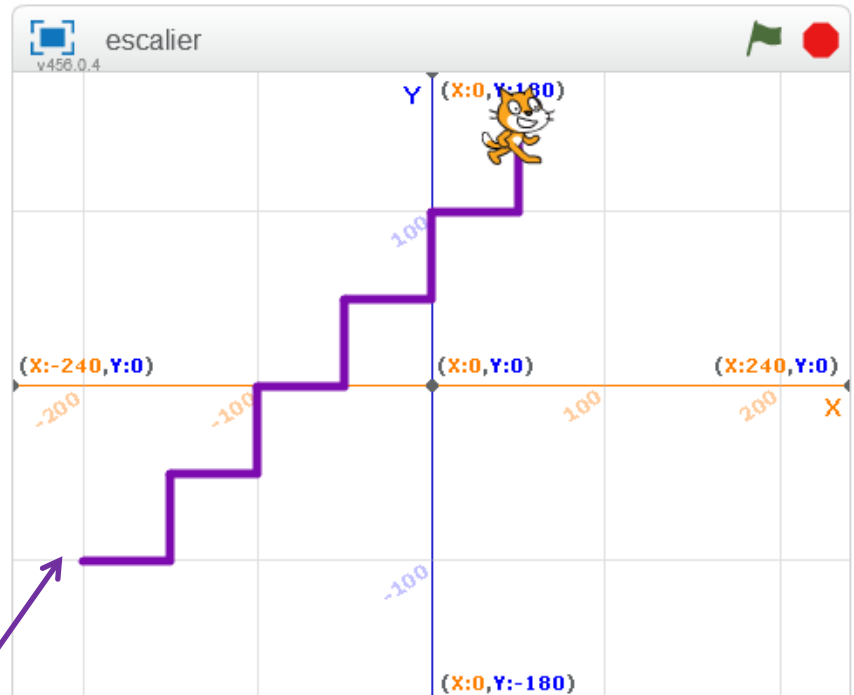 escalier
v456.0.4
Y
(X:0,Y:180)
100
(X:-240,Y:0)
(X:0,Y:0)
(X:240,Y:0)
-200
-100
100
200
X
-100
(X:0,Y:-180)